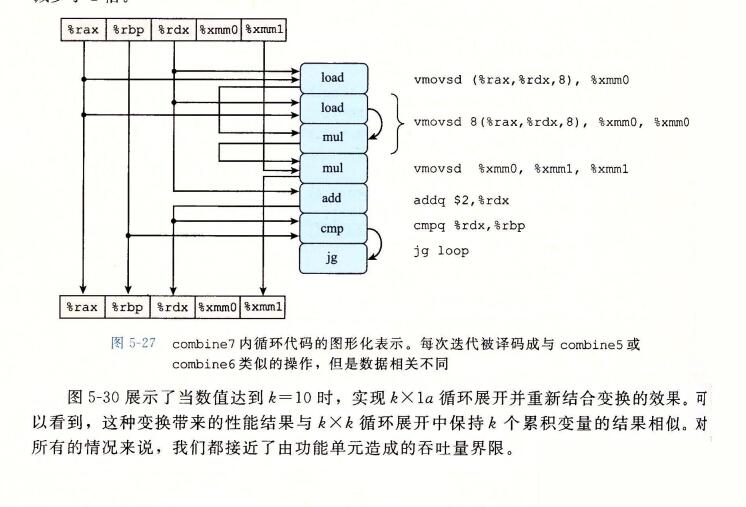 %rax %rbp %rdx %xmm0 %xmm1
load
vmovsd (%rax,%rdx,8), %xmm0
load
mul
vmovsd 8(%rax,%rdx,8), %xmm0, %xmm0
mul
vmovsd %xmm0, %xmm1, %xmm1
add
addq $2,%rdx
cmp
cmpq %rdx,%rbp
jg
jg loop
%rax %rbp %rdx %xmm0 %xmm1
图 5-27 combine7 内循环代码的图形化表示。每次迭代被译码成与 combine5 或
combine6 类似的操作，但是数据相关不同
图 5-30 展示了当数值达到 k=10 时，实现 k×1a 循环展开并重新结合变换的效果。可
以看到，这种变换带来的性能结果与 k×k 循环展开中保持 k 个累积变量的结果相似。对
所有的情况来说，我们都接近了由功能单元造成的吞吐量界限。